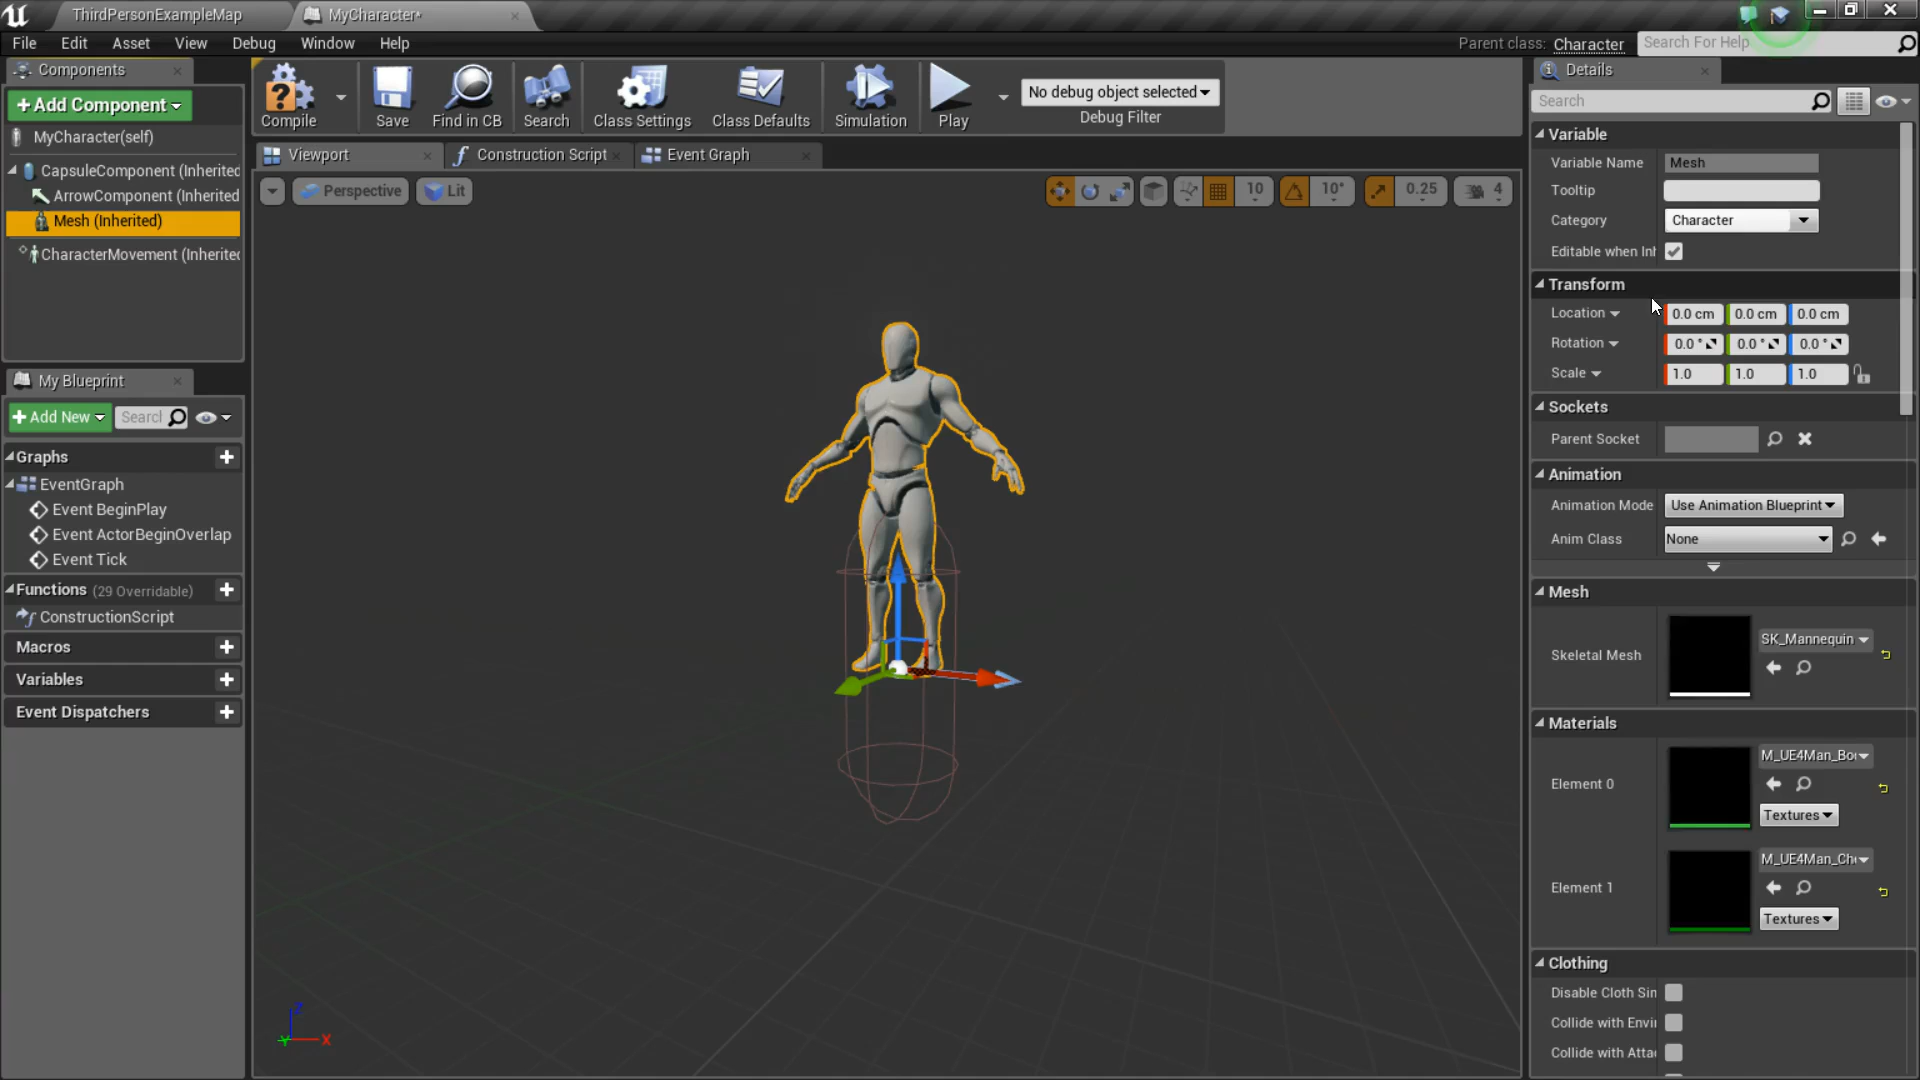 ThirdPersonExampleMap
MyCharacter*
File Edit Asset View Debug Window Help
Parent class: Character
Search For Help
Components
+Add Component
MyCharacter(self)
CapsuleComponent (Inherited
ArrowComponent (Inherited
Mesh (Inherited)
CharacterMovement (Inherite
My Blueprint
+Add New
Search
Graphs
EventGraph
Event BeginPlay
Event ActorBeginOverlap
Event Tick
Functions (29 Overridable)
ConstructionScript
Macros
Variables
Event Dispatchers
Compile
Save
Find in CB
Search
Class Settings
Class Defaults
Simulation
Play
No debug object selected
Debug Filter
Viewport
Construction Script
Event Graph
Perspective
Lit
10
10°
0.25
4
Z
Y
X
Details
Search
Variable
Variable Name Mesh
Tooltip
Category Character
Editable when Inh
Transform
Location 0.0 cm 0.0 cm 0.0 cm
Rotation 0.0 ° 0.0 ° 0.0 °
Scale 1.0 1.0 1.0
Sockets
Parent Socket
Animation
Animation Mode Use Animation Blueprint
Anim Class None
Mesh
Skeletal Mesh SK_Mannequin
Materials
Element 0 M_UE4Man_Bo
Textures
Element 1 M_UE4Man_Ch
Textures
Clothing
Disable Cloth Sin
Collide with Envi
Collide with Atta